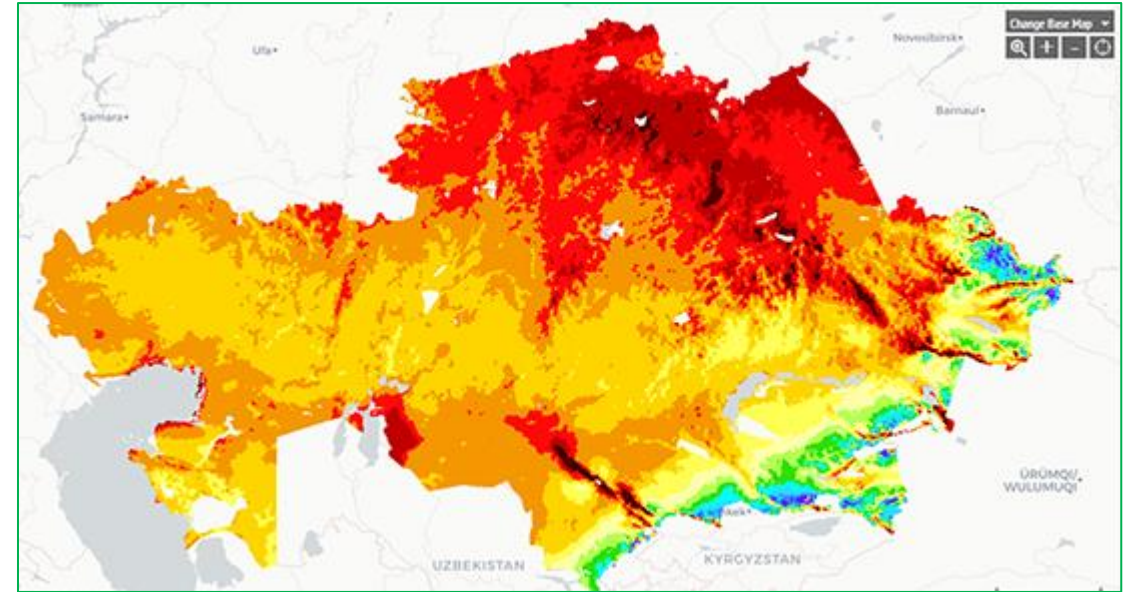 Change Base Map
Ufa
Novosibirsk
Samara
Barnaul
ÜRÜMQI/
WULUMUQI
UZBEKISTAN
KYRGYZSTAN